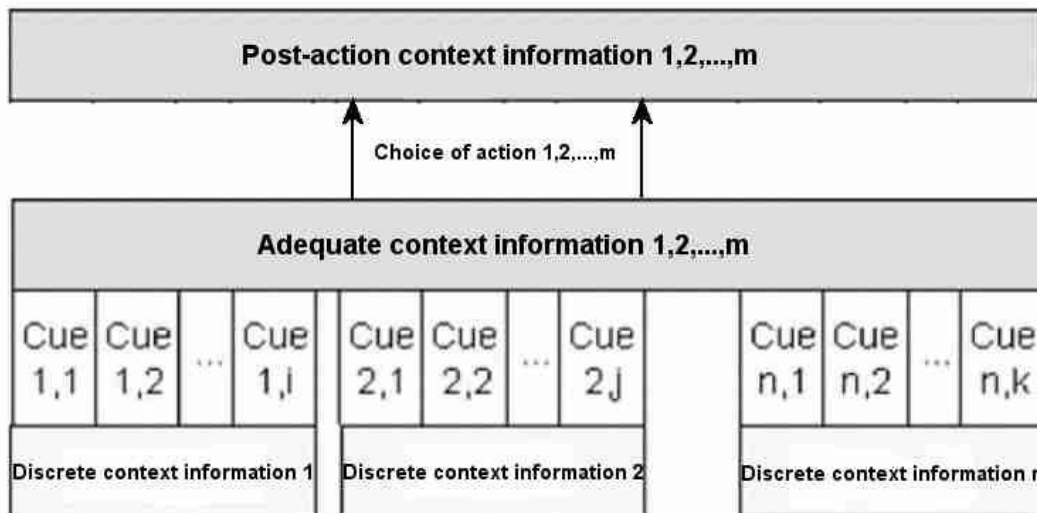 Post-action context information 1,2,...,m
Choice of action 1,2,...,m
Adequate context information 1,2,...,m
Cue 1,1
Cue 1,2
...
Cue 1,i
Cue 2,1
Cue 2,2
...
Cue 2,j
Cue n,1
Cue n,2
...
Cue n,k
Discrete context information 1
Discrete context information 2
Discrete context information